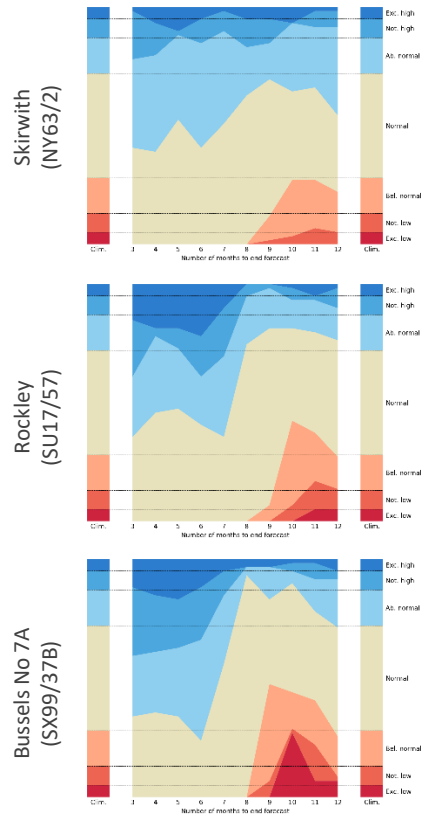 Skirwith
(NY63/2)
Exc. high
Not. high
Ab. normal
Normal
Bel. normal
Not. low
Exc. low
Clim. 3 4 5 6 7 8 9 10 11 12 Clim.
Number of months to end forecast
Rockley
(SU17/57)
Exc. high
Not. high
Ab. normal
Normal
Bel. normal
Not. low
Exc. low
Clim. 3 4 5 6 7 8 9 10 11 12 Clim.
Number of months to end forecast
Bussels No 7A
(SX99/37B)
Exc. high
Not. high
Ab. normal
Normal
Bel. normal
Not. low
Exc. low
Clim. 3 4 5 6 7 8 9 10 11 12 Clim.
Number of months to end forecast